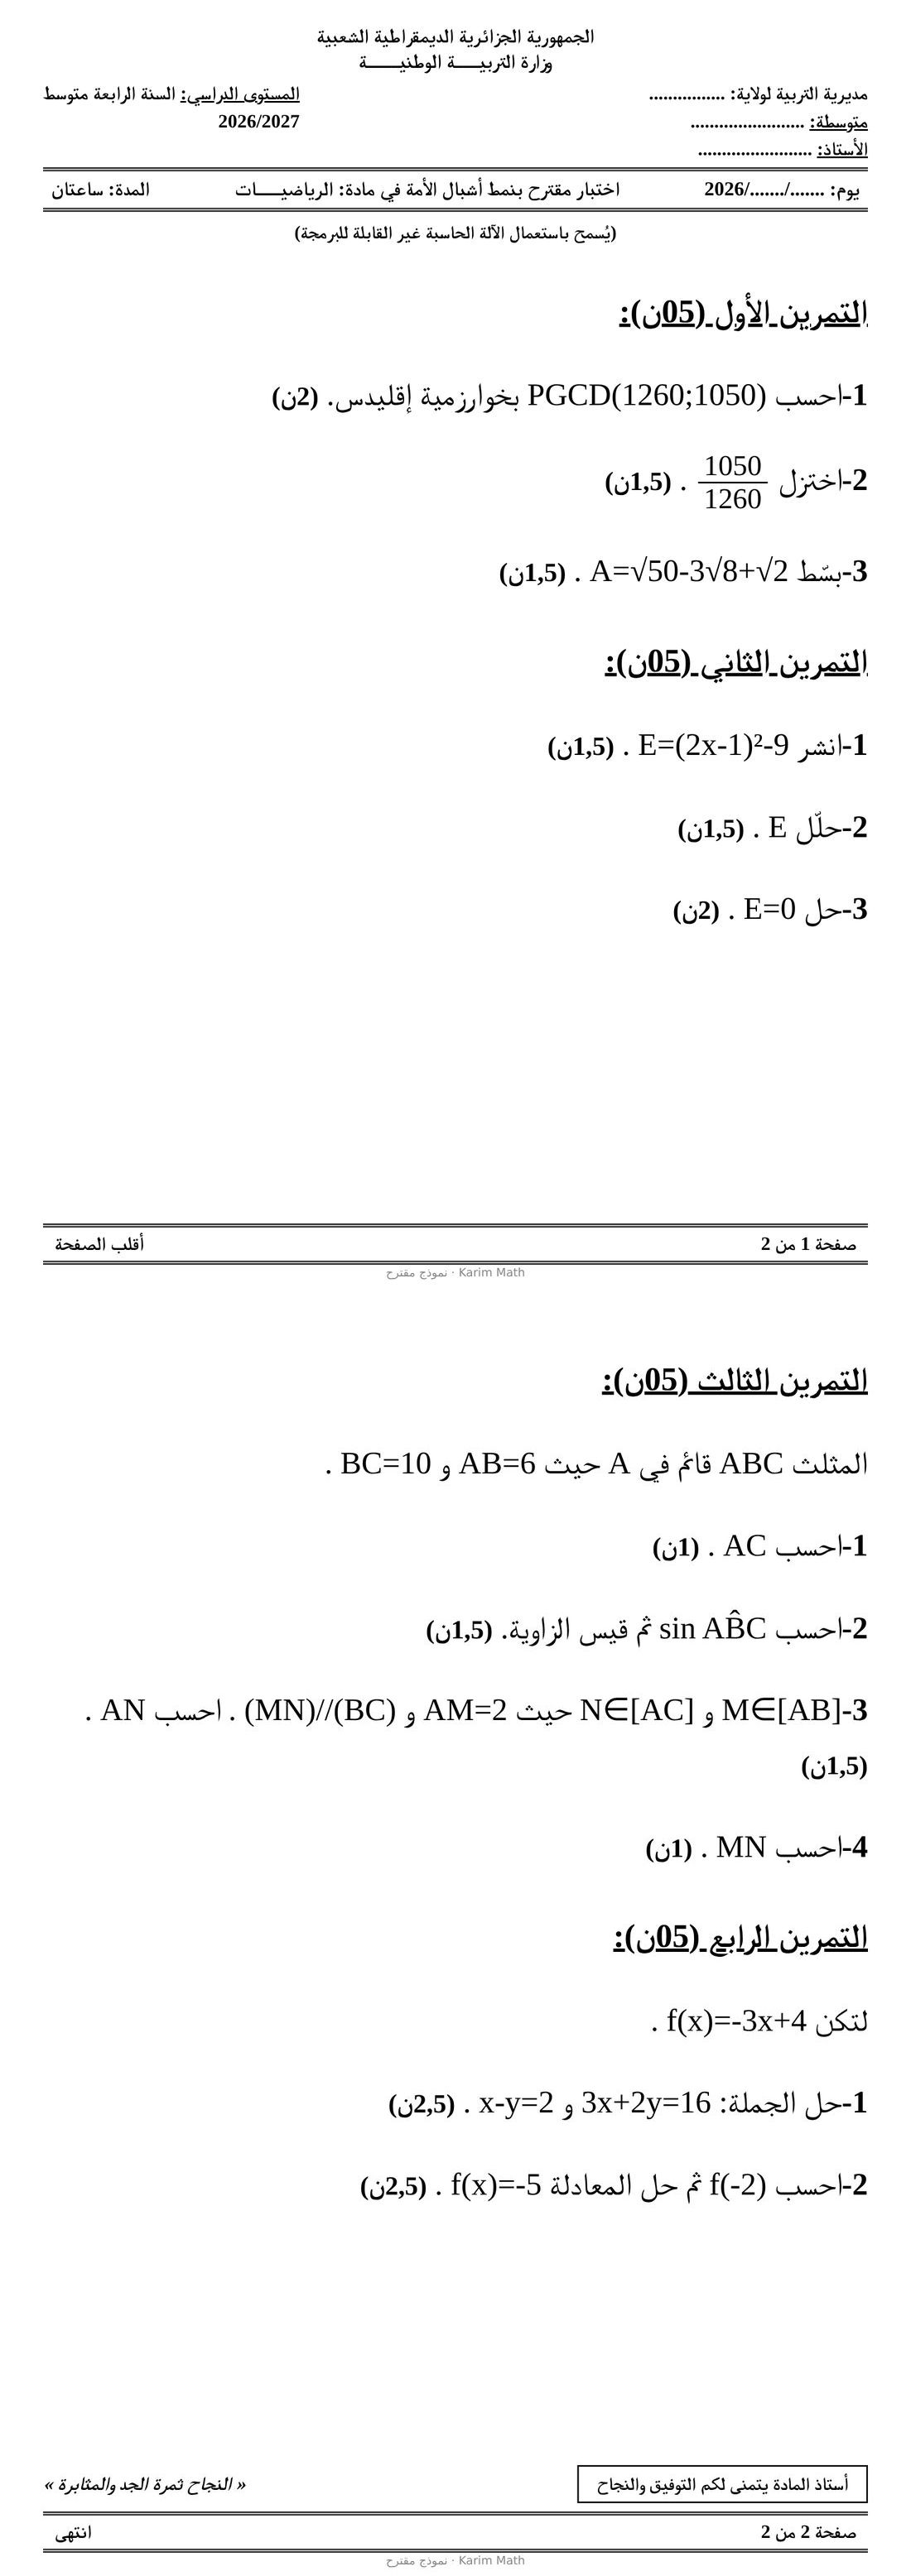 الجمهورية الجزائرية الديمقراطية الشعبية
وزارة التربيـــــة الوطنيـــــــة
مديرية التربية لولاية: ................
المستوى الدراسي: السنة الرابعة متوسط
متوسطة: ........................
2026/2027
الأستاذ: ........................
يوم: ......./......./2026
اختبار مقترح بنمط أشبال الأمة في مادة: الرياضيـــــات
المدة: ساعتان
(يُسمح باستعمال الآلة الحاسبة غير القابلة للبرمجة)
التمرين الأول (05ن):
1-احسب PGCD(1260;1050) بخوارزمية إقليدس. (2ن)
2-اختزل 1050/1260 . (1,5ن)
3-بسّط A=√50-3√8+√2 . (1,5ن)
التمرين الثاني (05ن):
1-انشر E=(2x-1)²-9 . (1,5ن)
2-حلّل E . (1,5ن)
3-حل E=0 . (2ن)
صفحة 1 من 2
أقلب الصفحة
Karim Math · نموذج مقترح
التمرين الثالث (05ن):
المثلث ABC قائم في A حيث AB=6 و BC=10 .
1-احسب AC . (1ن)
2-احسب sin AB̂C ثم قيس الزاوية. (1,5ن)
3-M∈[AB] و N∈[AC] حيث AM=2 و (MN)//(BC) . احسب AN .
(1,5ن)
4-احسب MN . (1ن)
التمرين الرابع (05ن):
لتكن f(x)=-3x+4 .
1-حل الجملة: 3x+2y=16 و x-y=2 . (2,5ن)
2-احسب f(-2) ثم حل المعادلة f(x)=-5 . (2,5ن)
أستاذ المادة يتمنى لكم التوفيق والنجاح
« النجاح ثمرة الجد والمثابرة »
صفحة 2 من 2
انتهى
Karim Math · نموذج مقترح